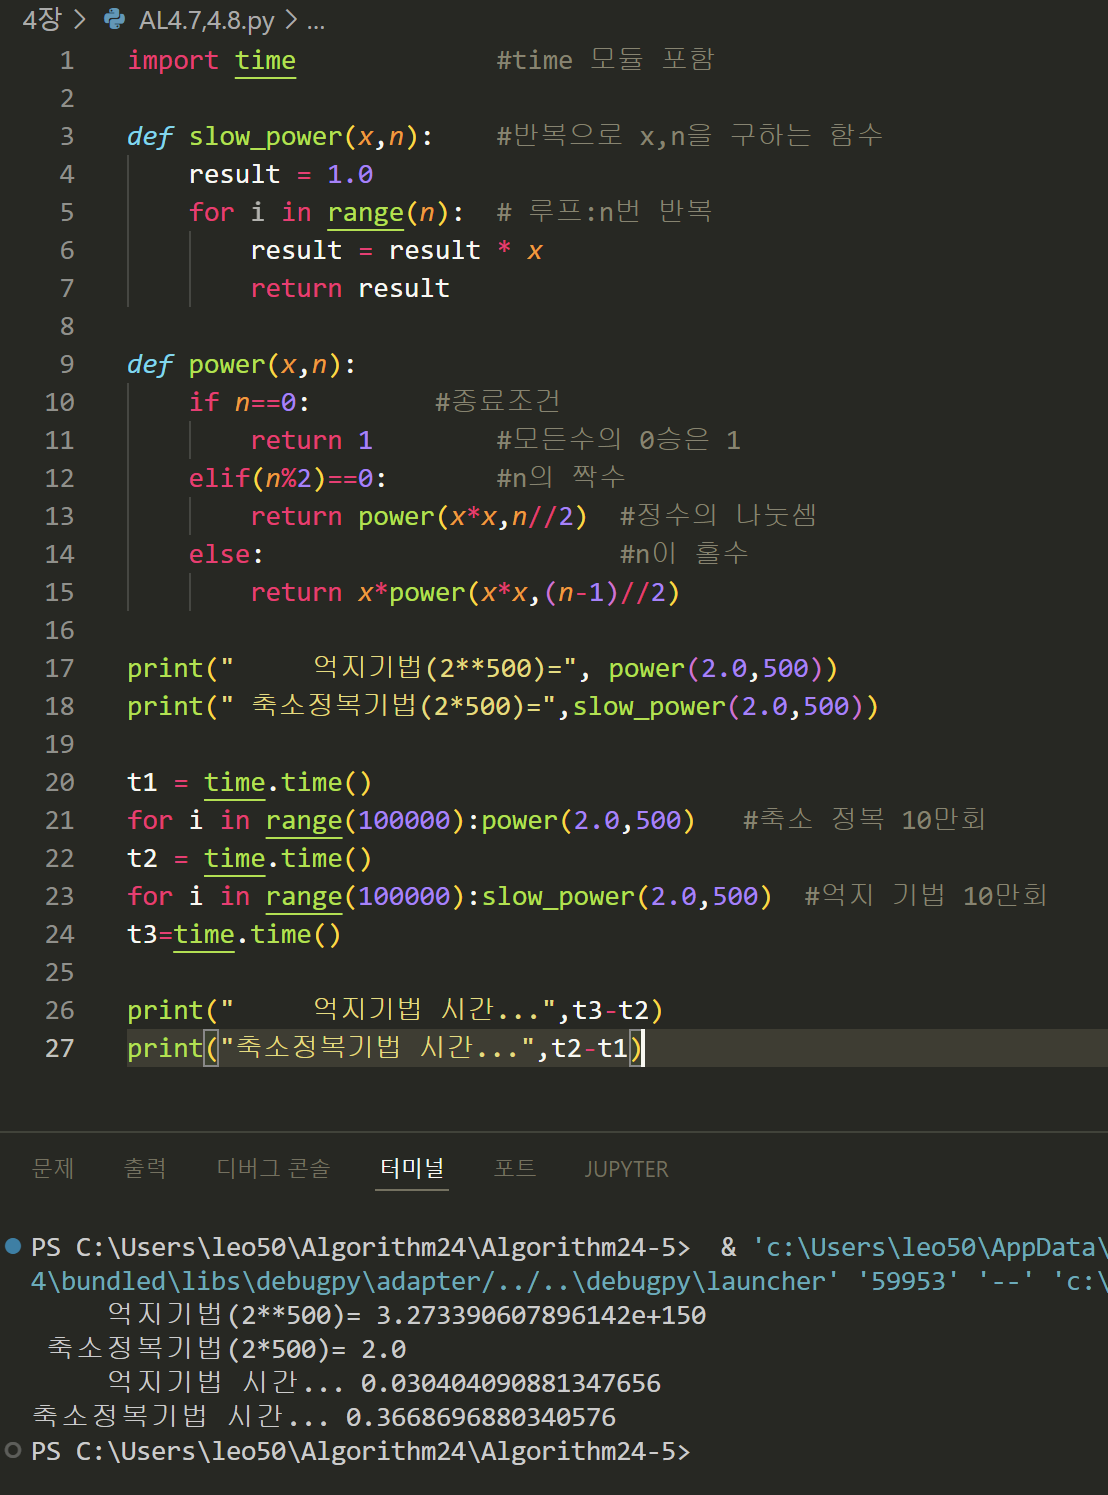 4장 > AL4.7,4.8.py > ...
1 import time #time 모듈 포함
2
3 def slow_power(x,n): #반복으로 x,n을 구하는 함수
4 result = 1.0
5 for i in range(n): # 루프:n번 반복
6 result = result * x
7 return result
8
9 def power(x,n):
10 if n==0: #종료조건
11 return 1 #모든수의 0승은 1
12 elif(n%2)==0: #n의 짝수
13 return power(x*x,n//2) #정수의 나눗셈
14 else: #n이 홀수
15 return x*power(x*x,(n-1)//2)
16
17 print(" 억지기법(2**500)=", power(2.0,500))
18 print(" 축소정복기법(2*500)=",slow_power(2.0,500))
19
20 t1 = time.time()
21 for i in range(100000):power(2.0,500) #축소 정복 10만회
22 t2 = time.time()
23 for i in range(100000):slow_power(2.0,500) #억지 기법 10만회
24 t3=time.time()
25
26 print(" 억지기법 시간...",t3-t2)
27 print("축소정복기법 시간...",t2-t1)
문제 출력 디버그 콘솔 터미널 포트 JUPYTER
PS C:\Users\leo50\Algorithm24\Algorithm24-5> & 'c:\Users\leo50\AppData\
4\bundled\libs\debugpy\adapter/../..\debugpy\launcher' '59953' '--' 'c:\
억지기법(2**500)= 3.273390607896142e+150
축소정복기법(2*500)= 2.0
억지기법 시간... 0.030404090881347656
축소정복기법 시간... 0.3668696880340576
PS C:\Users\leo50\Algorithm24\Algorithm24-5>